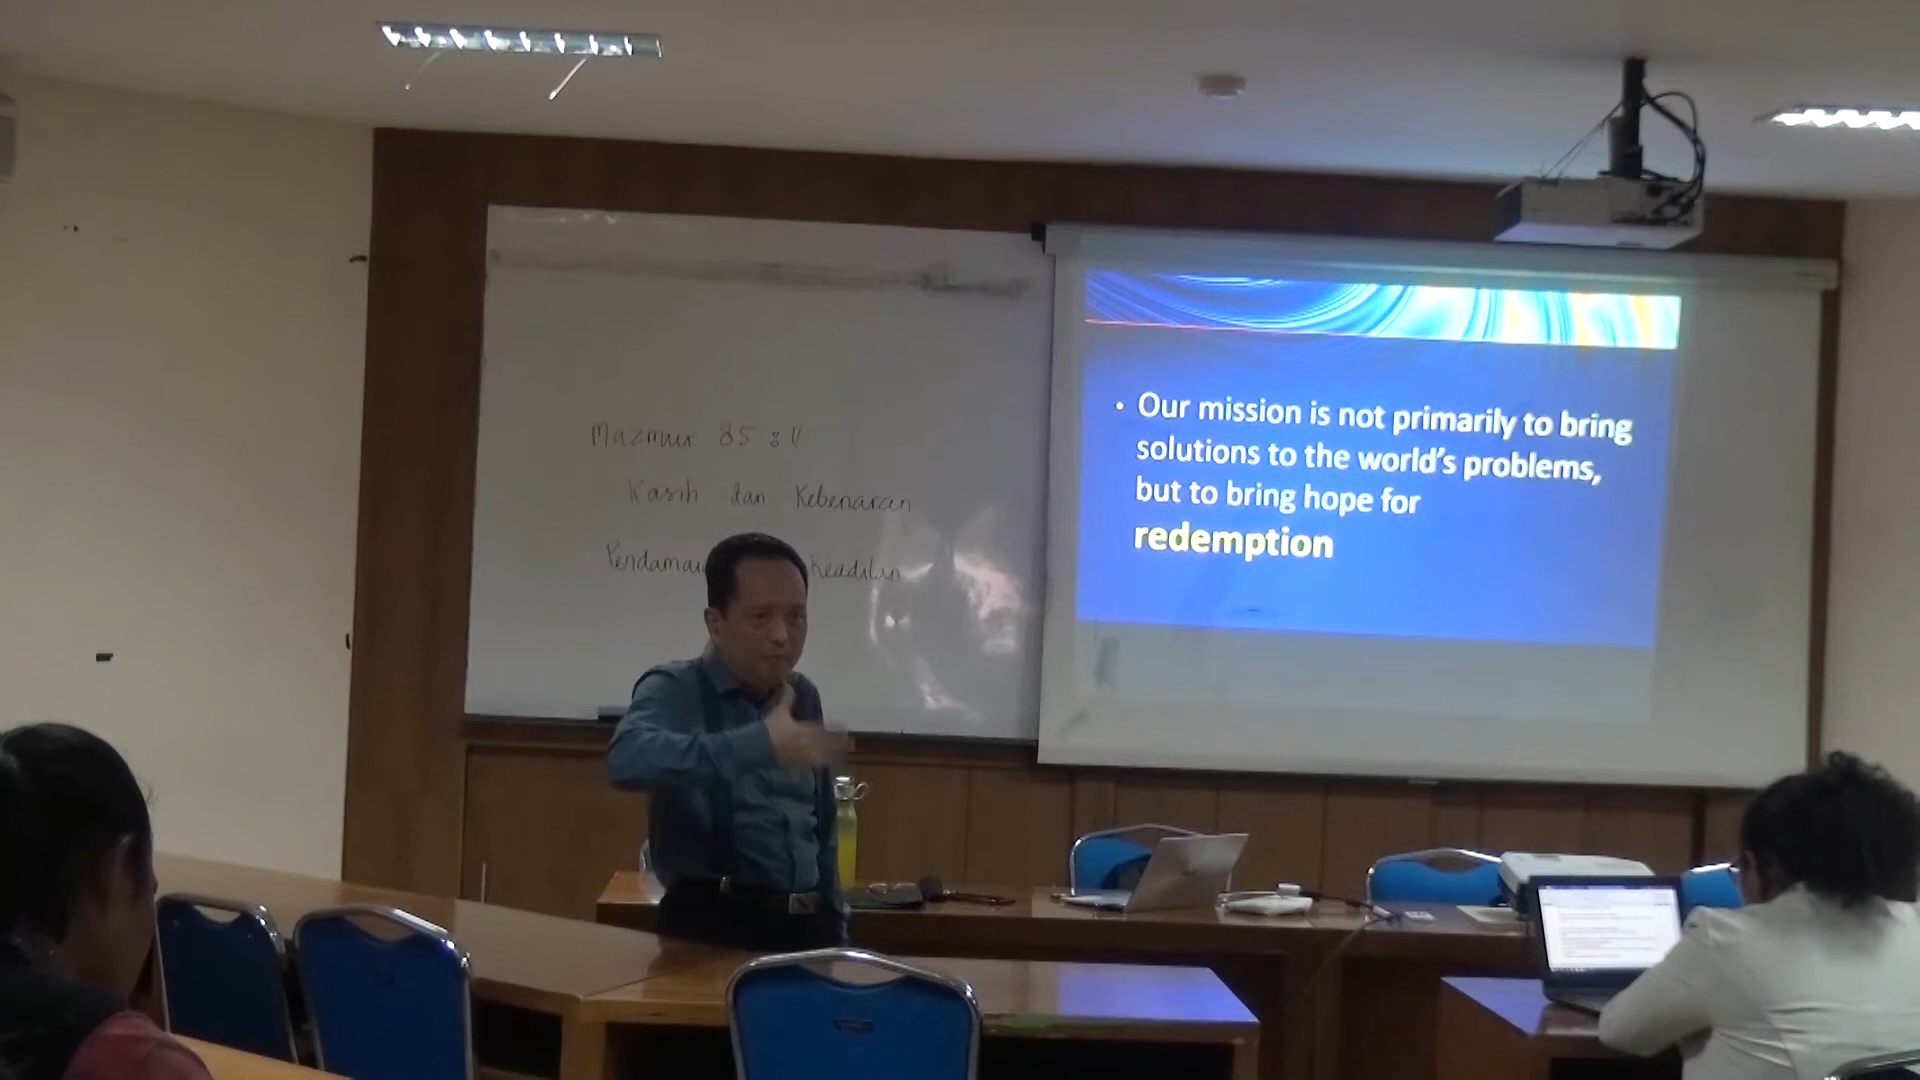 Mazmur 85 : 11
Kasih dan Kebenaran
Keadilan
• Our mission is not primarily to bring
solutions to the world's problems,
but to bring hope for
redemption